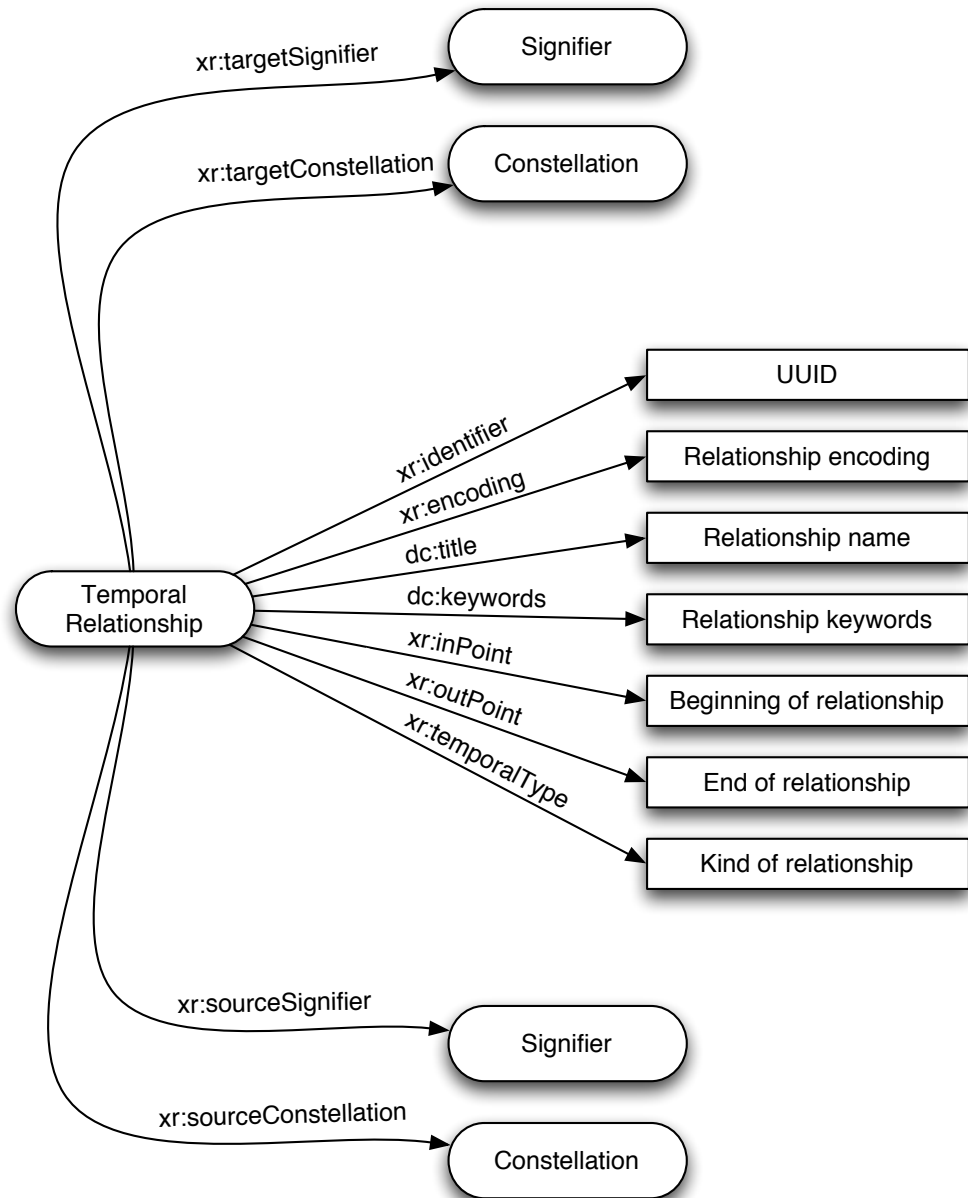 xr:targetSignifier
Signifier
xr:targetConstellation
Constellation
xr:identifier
UUID
xr:encoding
Relationship encoding
dc:title
Relationship name
Temporal
Relationship
dc:keywords
Relationship keywords
xr:inPoint
Beginning of relationship
xr:outPoint
End of relationship
xr:temporalType
Kind of relationship
xr:sourceSignifier
Signifier
xr:sourceConstellation
Constellation